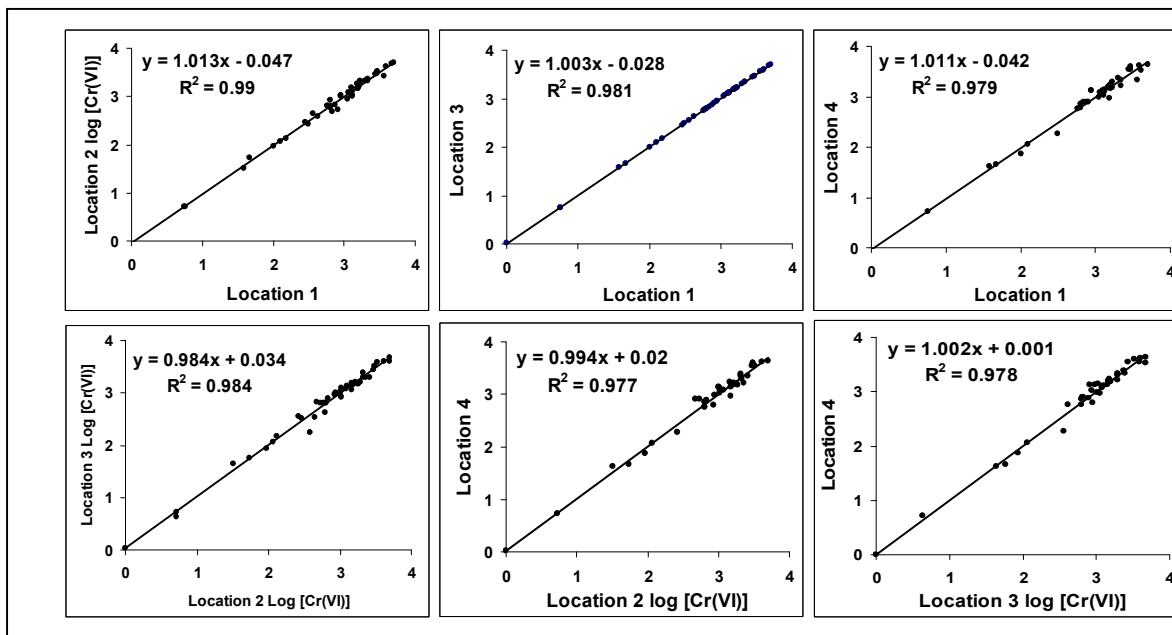 y = 1.013x - 0.047
R² = 0.99
Location 2 log [Cr(VI)]
4
3
2
1
0
0 1 2 3 4
Location 1
y = 1.003x - 0.028
R² = 0.981
Location 3
4
3
2
1
0
0 1 2 3 4
Location 1
y = 1.011x - 0.042
R² = 0.979
Location 4
4
3
2
1
0
0 1 2 3 4
Location 1
y = 0.984x + 0.034
R² = 0.984
Location 3 Log [Cr(VI)]
4
3
2
1
0
0 1 2 3 4
Location 2 Log [Cr(VI)]
y = 0.994x + 0.02
R² = 0.977
Location 4
4
3
2
1
0
0 1 2 3 4
Location 2 log [Cr(VI)]
y = 1.002x + 0.001
R² = 0.978
Location 4
4
3
2
1
0
0 1 2 3 4
Location 3 log [Cr(VI)]